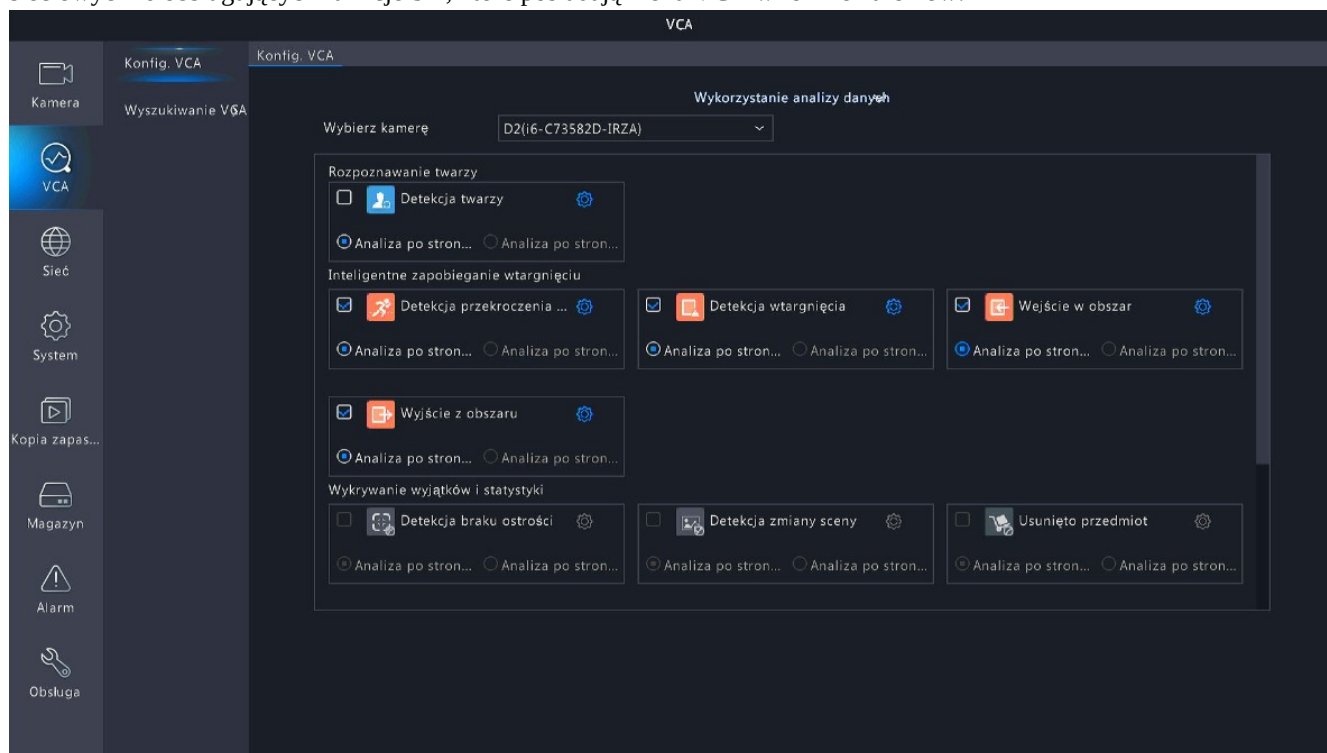 VCA
Kamera
VCA
Sieć
System
Kopia zapas...
Magazyn
Alarm
Obsługa
Konfig. VCA
Wyszukiwanie VCA
Konfig. VCA
Wykorzystanie analizy danych
Wybierz kamerę D2(i6-C73582D-IRZA)
Rozpoznawanie twarzy
Detekcja twarzy
Analiza po stron... Analiza po stron...
Inteligentne zapobieganie wtargnięciu
Detekcja przekroczenia ... Detekcja wtargnięcia Wejście w obszar
Analiza po stron... Analiza po stron... Analiza po stron... Analiza po stron... Analiza po stron... Analiza po stron...
Wyjście z obszaru
Analiza po stron... Analiza po stron...
Wykrywanie wyjątków i statystyki
Detekcja braku ostrości Detekcja zmiany sceny Usunięto przedmiot
Analiza po stron... Analiza po stron... Analiza po stron... Analiza po stron... Analiza po stron... Analiza po stron...